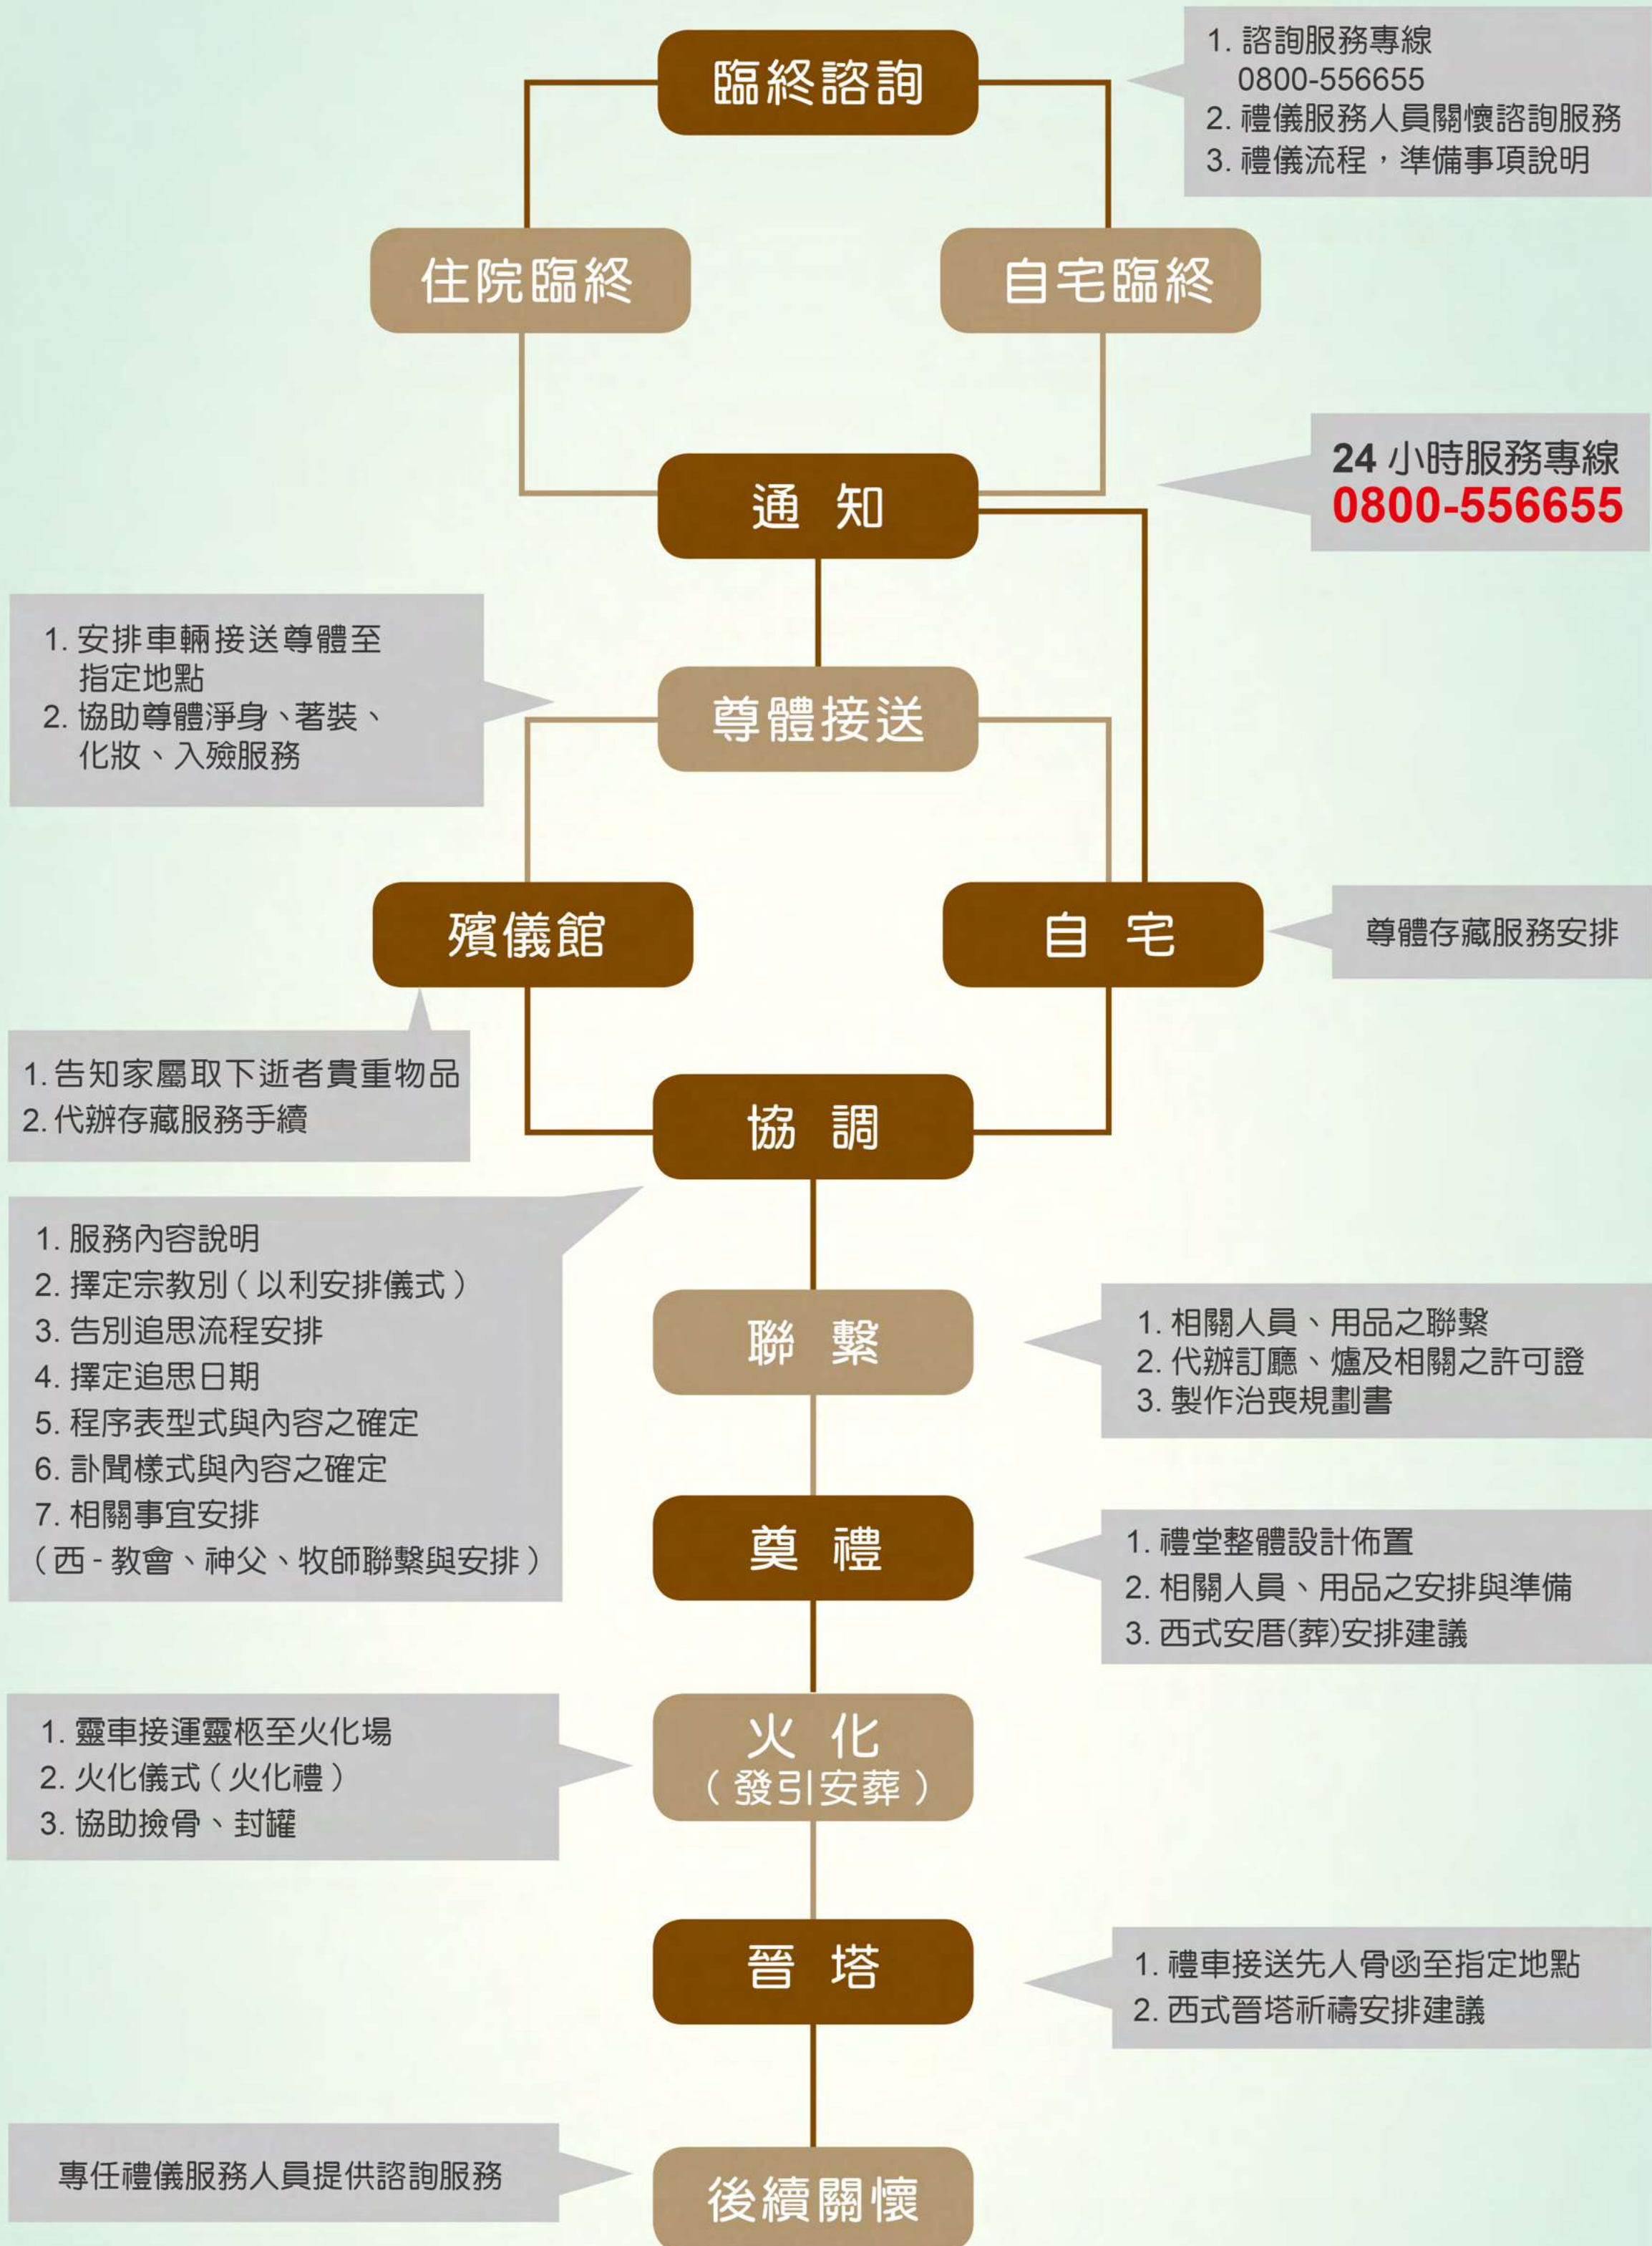 臨終諮詢
1. 諮詢服務專線
0800-556655
2. 禮儀服務人員關懷諮詢服務
3. 禮儀流程，準備事項說明
住院臨終
自宅臨終
通 知
24 小時服務專線
0800-556655
1. 安排車輛接送尊體至
指定地點
2. 協助尊體淨身、著裝、
化妝、入殮服務
尊體接送
殯儀館
自 宅
尊體存藏服務安排
1. 告知家屬取下逝者貴重物品
2. 代辦存藏服務手續
協 調
1. 服務內容說明
2. 擇定宗教別（以利安排儀式）
3. 告別追思流程安排
4. 擇定追思日期
5. 程序表型式與內容之確定
6. 訃聞樣式與內容之確定
7. 相關事宜安排
（西 - 教會、神父、牧師聯繫與安排）
聯 繫
1. 相關人員、用品之聯繫
2. 代辦訂廳、爐及相關之許可證
3. 製作治喪規劃書
奠 禮
1. 禮堂整體設計佈置
2. 相關人員、用品之安排與準備
3. 西式安厝(葬)安排建議
1. 靈車接運靈柩至火化場
2. 火化儀式（火化禮）
3. 協助撿骨、封罐
火 化
（發引安葬）
晉 塔
1. 禮車接送先人骨函至指定地點
2. 西式晉塔祈禱安排建議
專任禮儀服務人員提供諮詢服務
後續關懷